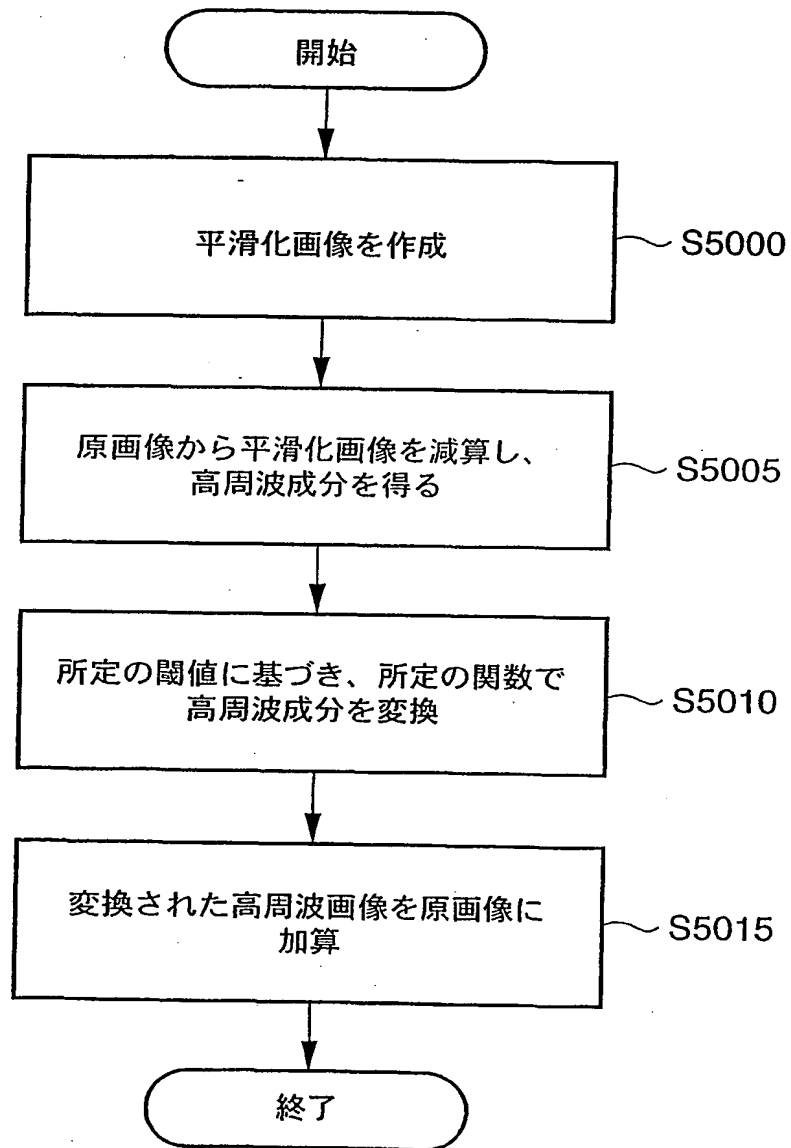 開始
平滑化画像を作成
S5000
原画像から平滑化画像を減算し、
高周波成分を得る
S5005
所定の閾値に基づき、所定の関数で
高周波成分を変換
S5010
変換された高周波画像を原画像に
加算
S5015
終了